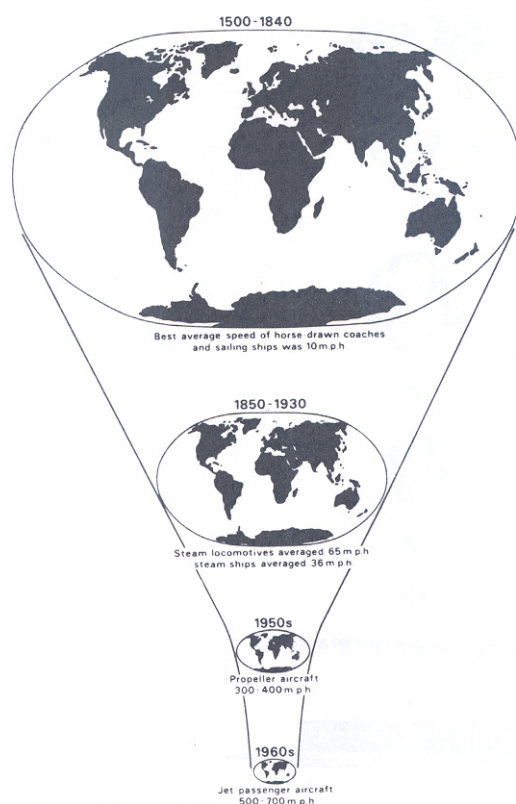 1500-1840
Best average speed of horse drawn coaches
and sailing ships was 10 m.p.h.
1850-1930
Steam locomotives averaged 65 m.p.h.
steam ships averaged 36 m.p.h.
1950s
Propeller aircraft
300-400 m.p.h.
1960s
Jet passenger aircraft
500-700 m.p.h.